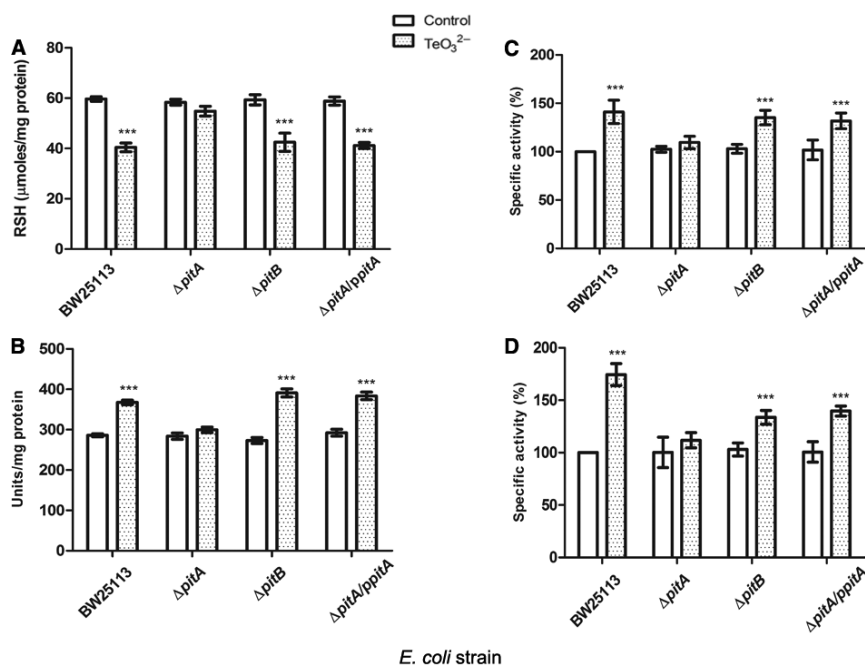 Control
TeO₃²⁻
A
RSH (μmoles/mg protein)
80
60
40
20
0
***
***
***
BW25113
ΔpitA
ΔpitB
ΔpitA/ppitA
C
Specific activity (%)
200
150
100
50
0
***
***
***
BW25113
ΔpitA
ΔpitB
ΔpitA/ppitA
B
Units/mg protein
500
400
300
200
100
0
***
***
***
BW25113
ΔpitA
ΔpitB
ΔpitA/ppitA
D
Specific activity (%)
200
150
100
50
0
***
***
***
BW25113
ΔpitA
ΔpitB
ΔpitA/ppitA
E. coli strain